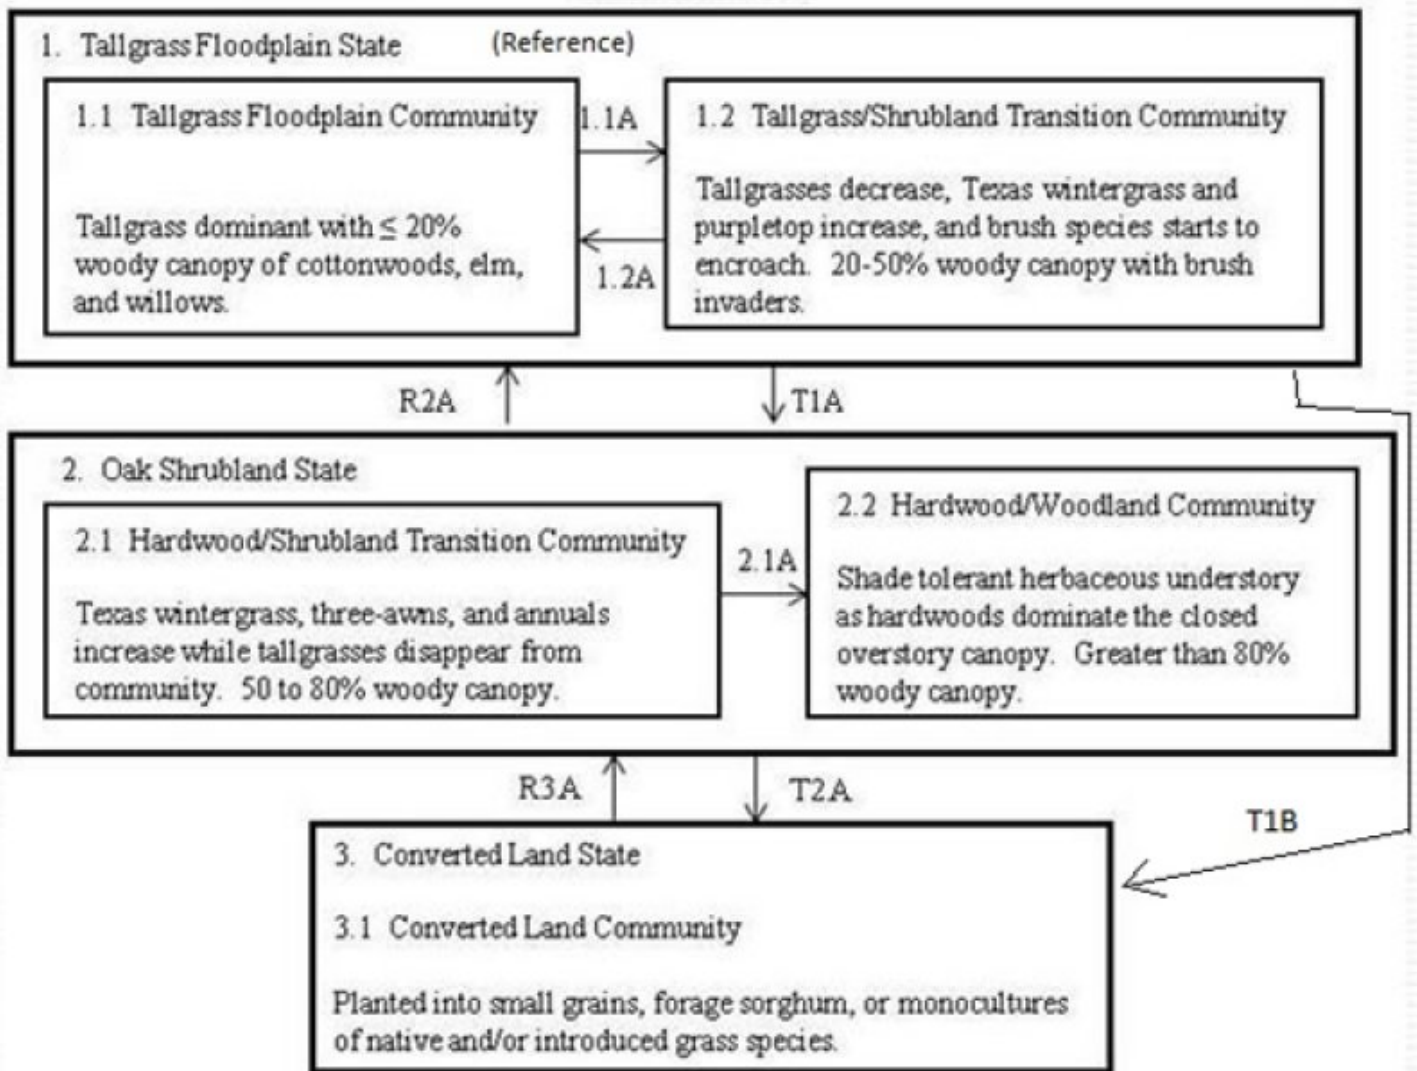 1. Tallgrass Floodplain State (Reference)
1.1 Tallgrass Floodplain Community
Tallgrass dominant with ≤ 20%
woody canopy of cottonwoods, elm,
and willows.
1.1A
1.2A
1.2 Tallgrass/Shrubland Transition Community
Tallgrasses decrease, Texas wintergrass and
purpletop increase, and brush species starts to
encroach. 20-50% woody canopy with brush
invaders.
R2A
T1A
2. Oak Shrubland State
2.1 Hardwood/Shrubland Transition Community
Texas wintergrass, three-awns, and annuals
increase while tallgrasses disappear from
community. 50 to 80% woody canopy.
2.1A
2.2 Hardwood/Woodland Community
Shade tolerant herbaceous understory
as hardwoods dominate the closed
overstory canopy. Greater than 80%
woody canopy.
R3A
T2A
T1B
3. Converted Land State
3.1 Converted Land Community
Planted into small grains, forage sorghum, or monocultures
of native and/or introduced grass species.